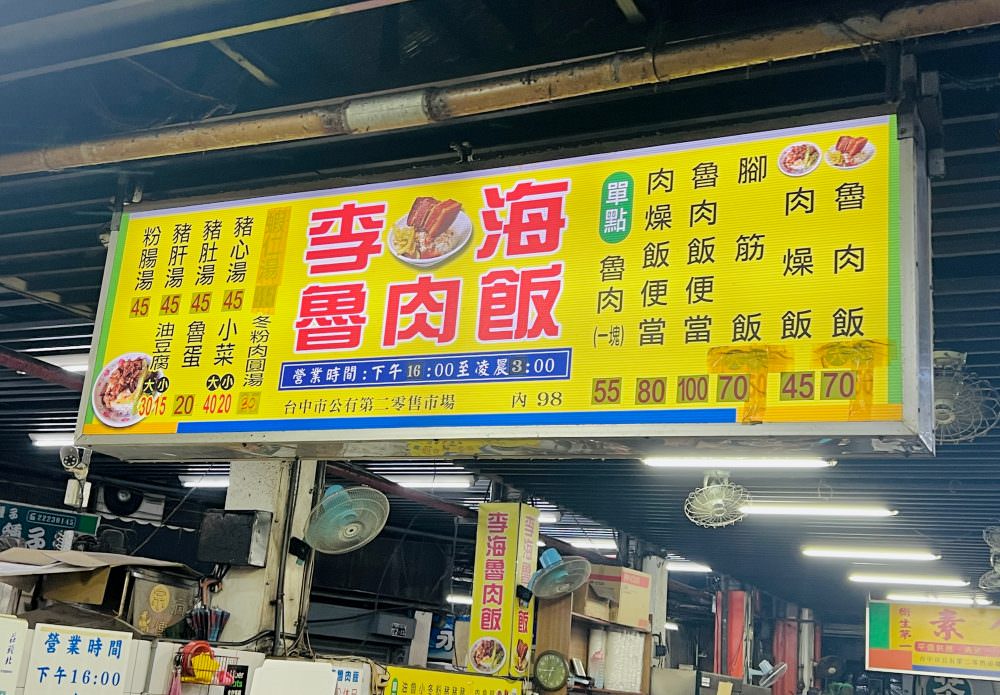 李海
魯肉飯
營業時間：下午16：00至凌晨3：00
台中市公有第二零售市場　內 98
魯肉飯 70
肉燥飯 45
腳筋飯 70
魯肉飯便當 100
肉燥飯便當 80
單點
魯肉(一塊) 55
豬心湯 45
豬肚湯 45
豬肝湯 45
粉腸湯 45
冬粉肉圓湯
小菜 大小 40 20
魯蛋 20
油豆腐 大小 30 15
22230145
李海魯肉飯
營業時間
下午16:00
素